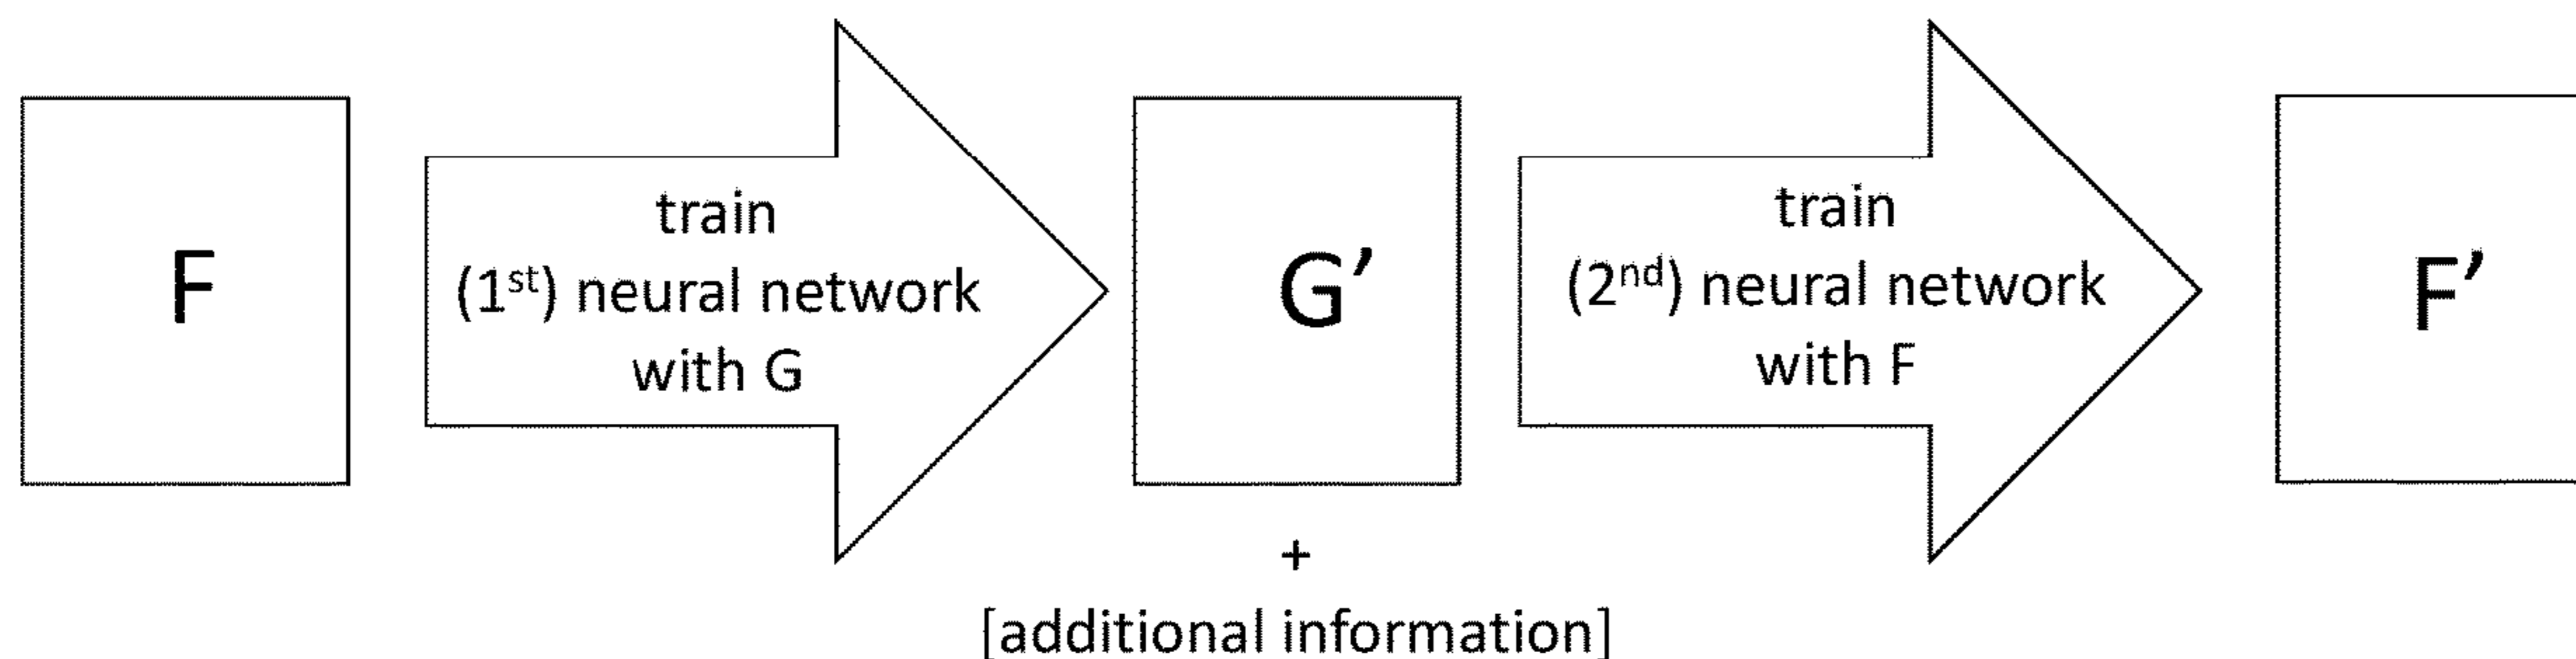 F
train
(1st) neural network
with G
G’
+
[additional information]
train
(2nd) neural network
with F
F’